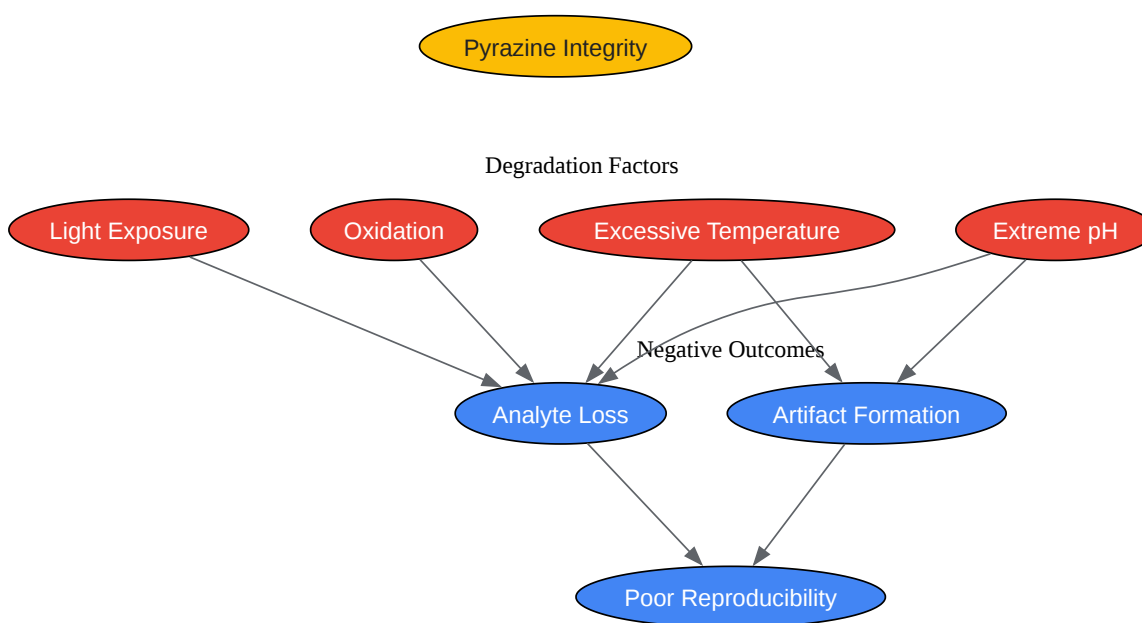 Pyrazine Integrity
Degradation Factors
Light Exposure
Oxidation
Excessive Temperature
Extreme pH
Negative Outcomes
Analyte Loss
Artifact Formation
Poor Reproducibility